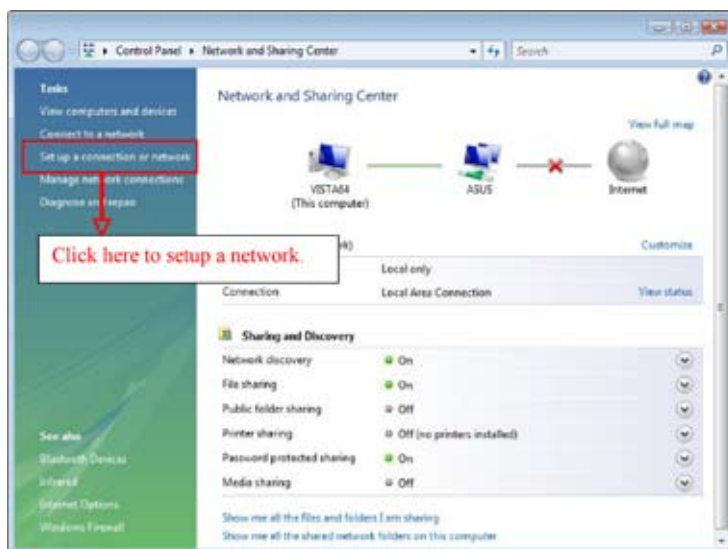 Control Panel ▸ Network and Sharing Center
Search
Tasks
View computers and devices
Connect to a network
Set up a connection or network
Manage network connections
Diagnose and repair
Click here to setup a network.
Network and Sharing Center
View full map
VISTA64
(This computer)
ASUS
Internet
Customize
Local only
Connection
Local Area Connection
View status
Sharing and Discovery
Network discovery
On
File sharing
On
Public folder sharing
Off
Printer sharing
Off (no printers installed)
Password protected sharing
On
Media sharing
Off
Show me all the files and folders I am sharing
Show me all the shared network folders on this computer
See also
Bluetooth Devices
Infrared
Internet Options
Windows Firewall